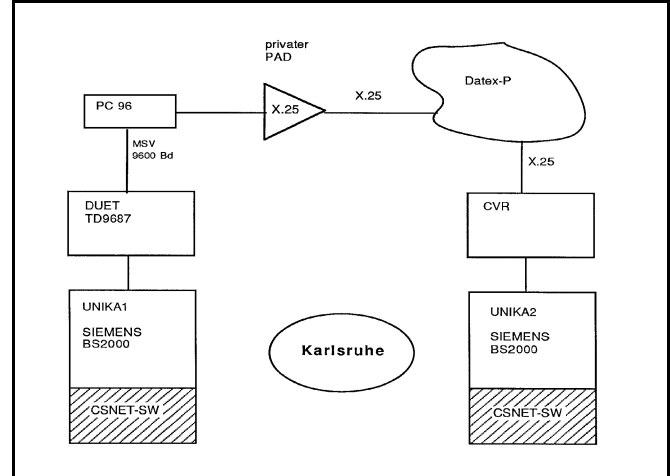 privater
PAD
PC 96
X.25
X.25
Datex-P
MSV
9600 Bd
X.25
DUET
TD9687
CVR
UNIKA1
SIEMENS
BS2000
CSNET-SW
Karlsruhe
UNIKA2
SIEMENS
BS2000
CSNET-SW